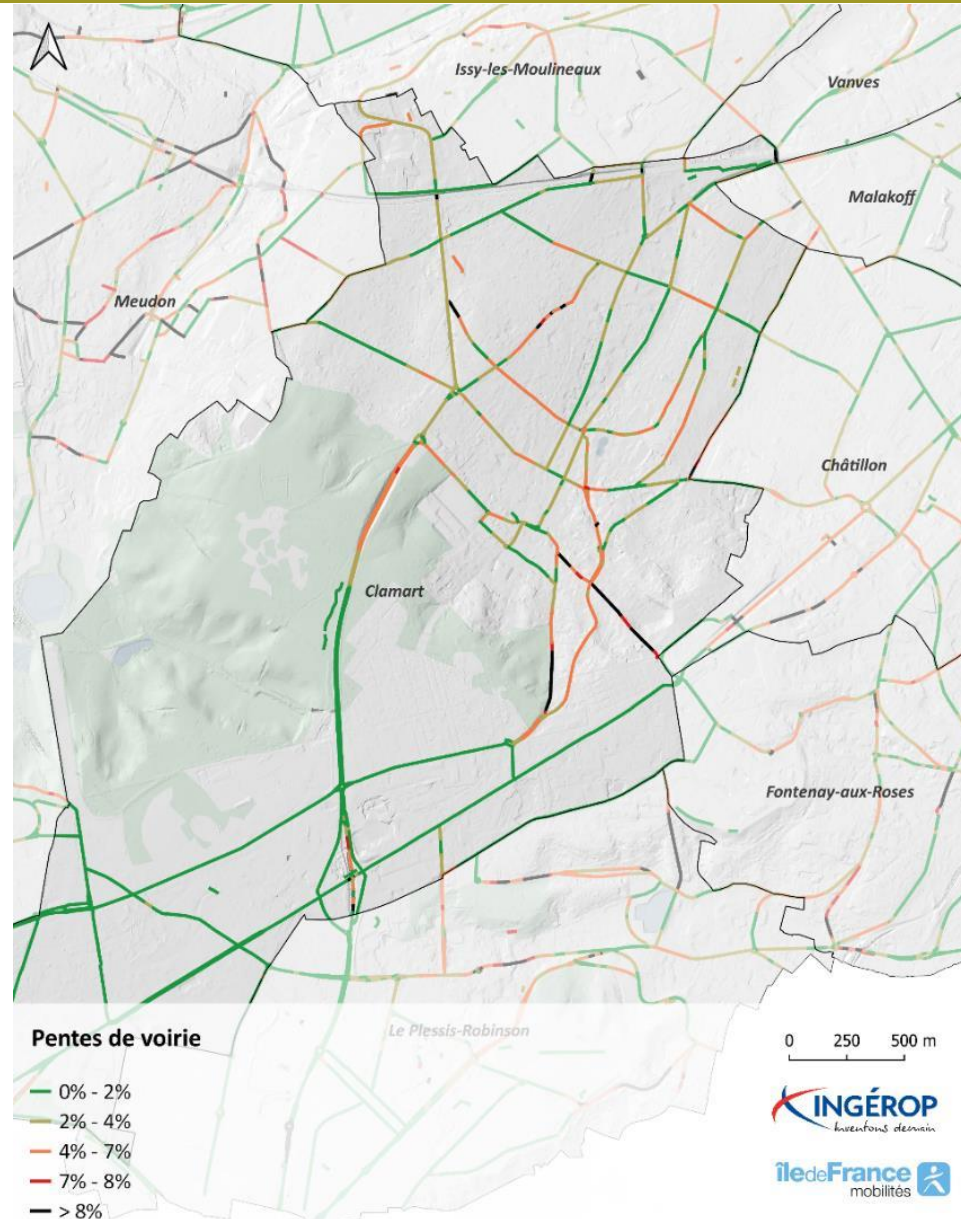 Issy-les-Moulineaux
Vanves
Malakoff
Meudon
Châtillon
Clamart
Fontenay-aux-Roses
Le Plessis-Robinson
Pentes de voirie
0% - 2%
2% - 4%
4% - 7%
7% - 8%
> 8%
0 250 500 m
INGÉROP
Inventons demain
îledeFrance
mobilités